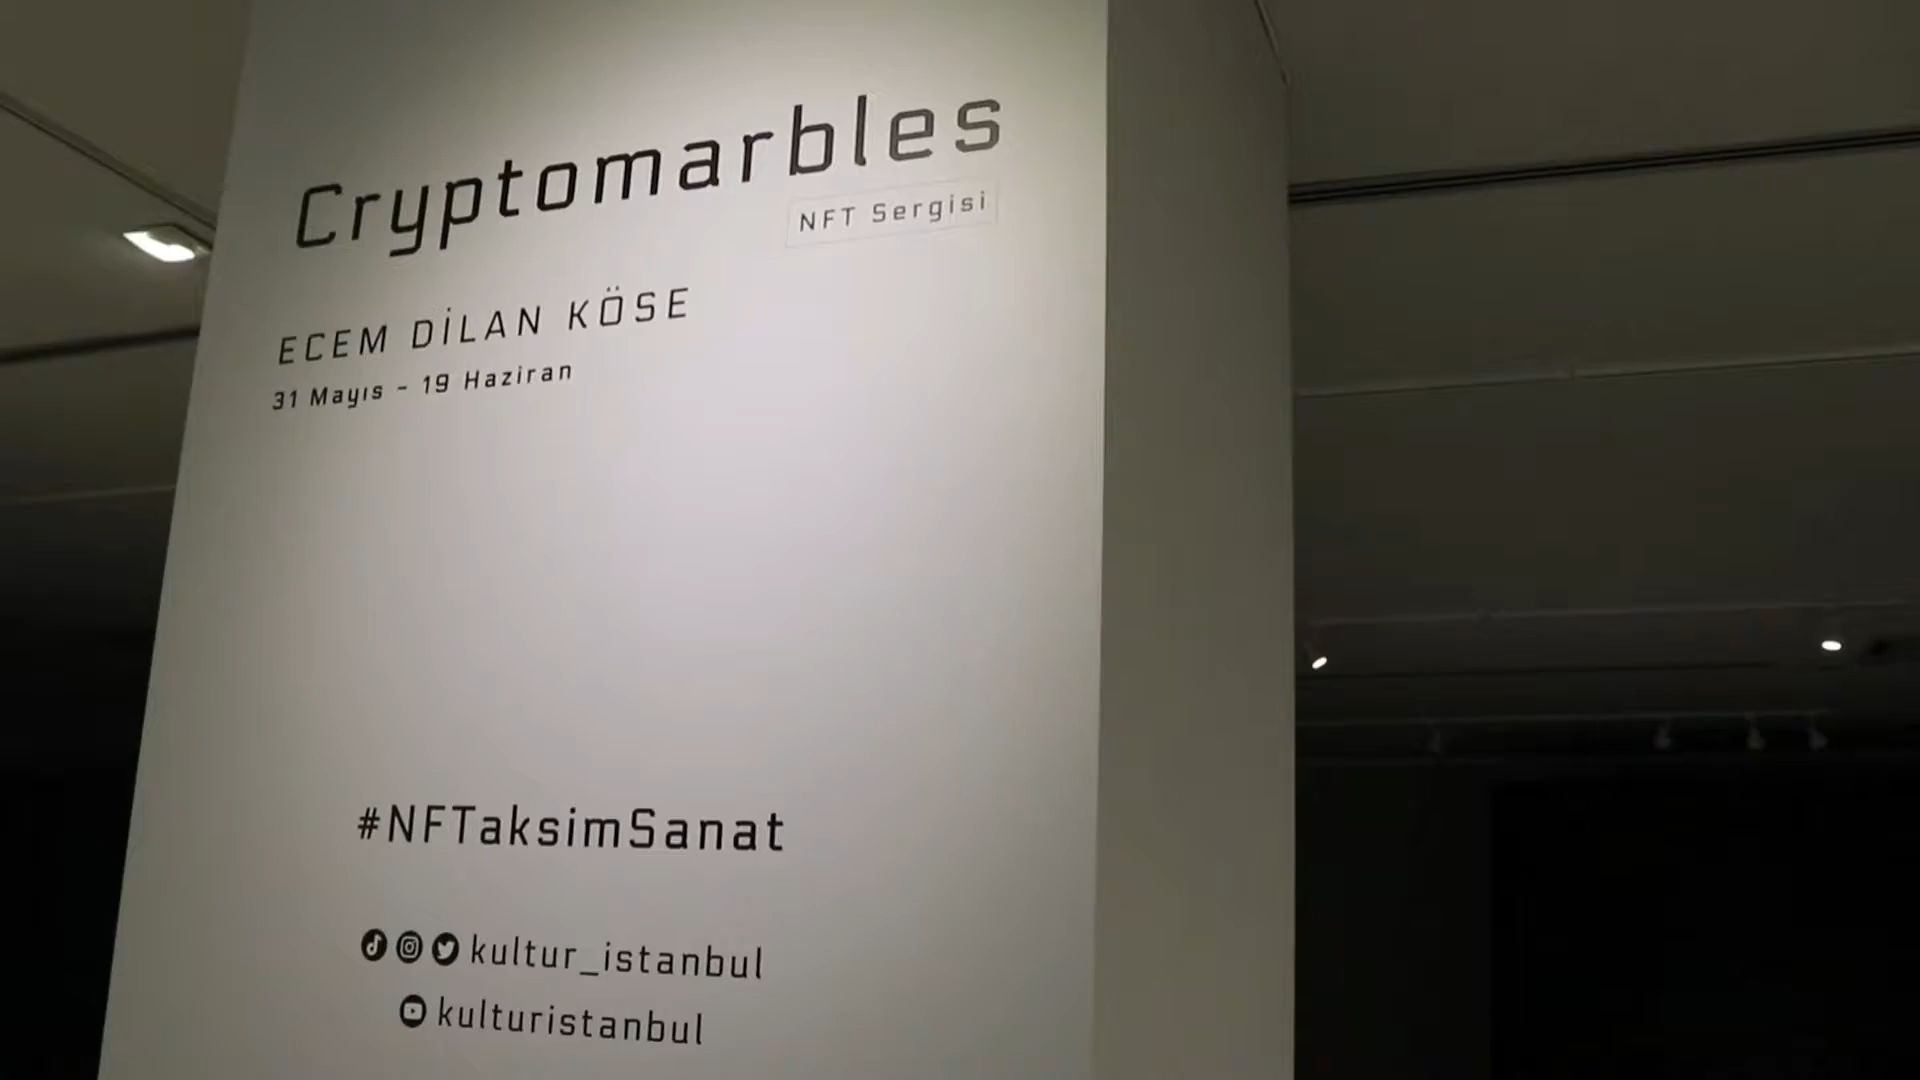 Cryptomarbles
NFT Sergisi
ECEM DİLAN KÖSE
31 Mayıs - 19 Haziran
#NFTaksimSanat
kultur_istanbul
kulturistanbul